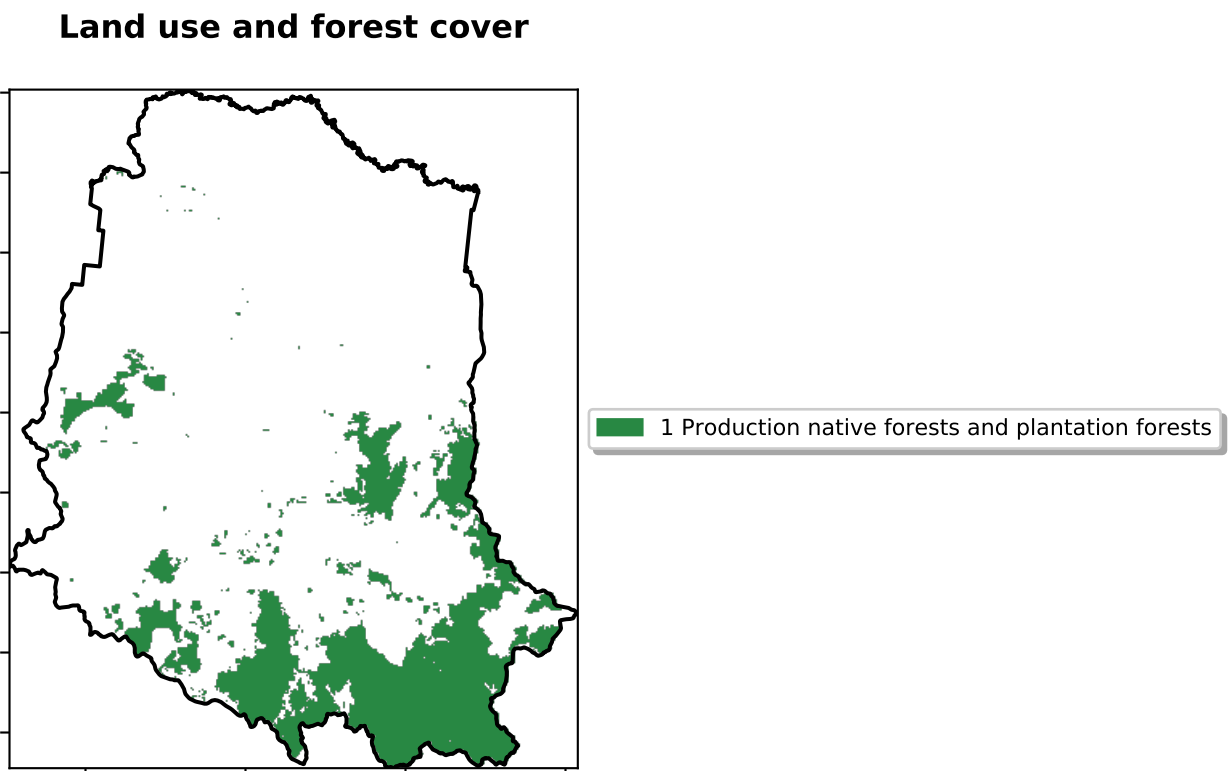 Land use and forest cover
1 Production native forests and plantation forests